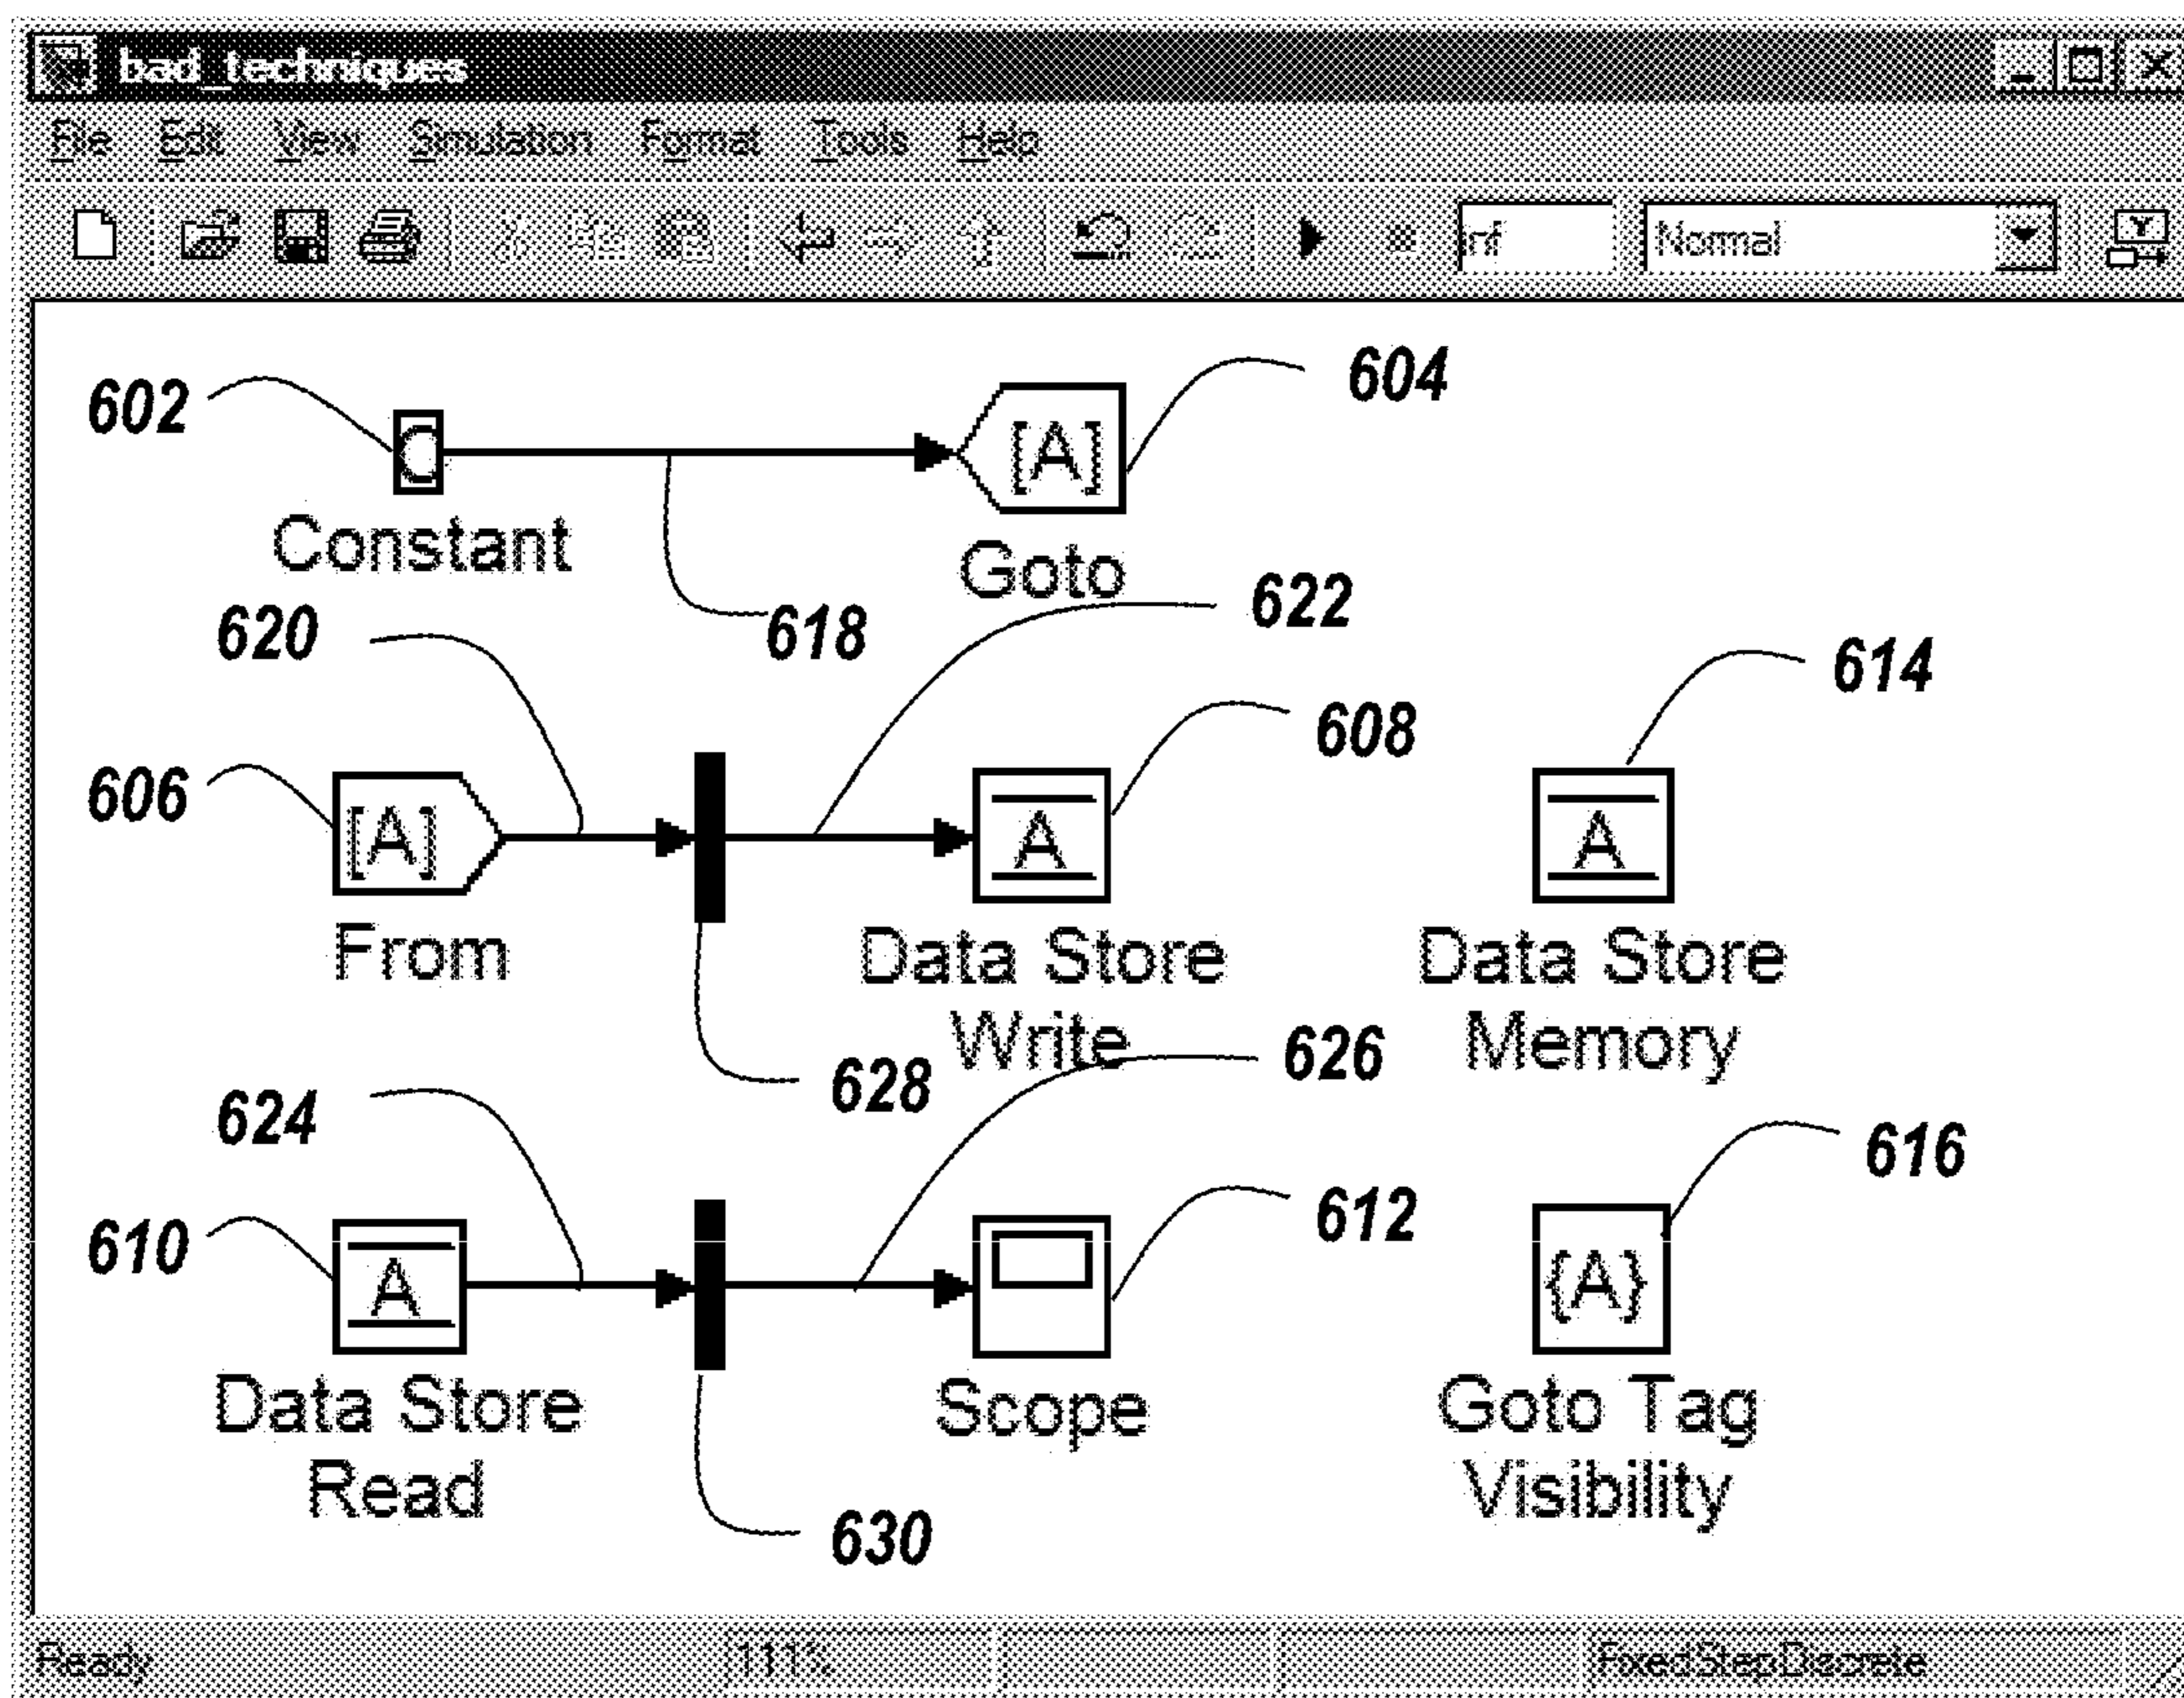 bad_techniques
File Edit View Simulation Format Tools Help
inf Normal
602 604
C [A]
Constant Goto
620 618 622
614
608
606 [A] A A
From Data Store Write Data Store Memory
628 626
624
616
612
610 A {A}
Data Store Read Scope Goto Tag Visibility
630
Ready 111% FixedStepDiscrete